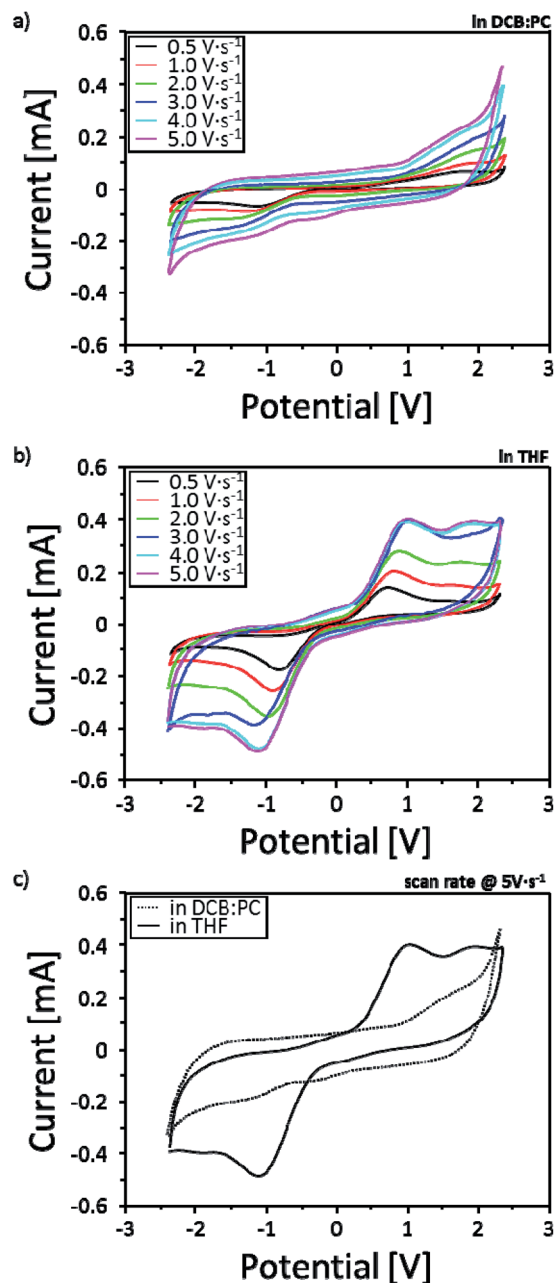 a)
in DCB:PC
0.6
0.5 V·s⁻¹
1.0 V·s⁻¹
2.0 V·s⁻¹
3.0 V·s⁻¹
4.0 V·s⁻¹
5.0 V·s⁻¹
0.4
0.2
0
-0.2
-0.4
-0.6
Current [mA]
-3 -2 -1 0 1 2 3
Potential [V]
b)
in THF
0.6
0.5 V·s⁻¹
1.0 V·s⁻¹
2.0 V·s⁻¹
3.0 V·s⁻¹
4.0 V·s⁻¹
5.0 V·s⁻¹
0.4
0.2
0
-0.2
-0.4
-0.6
Current [mA]
-3 -2 -1 0 1 2 3
Potential [V]
c)
scan rate @ 5V·s⁻¹
0.6
in DCB:PC
in THF
0.4
0.2
0
-0.2
-0.4
-0.6
Current [mA]
-3 -2 -1 0 1 2 3
Potential [V]